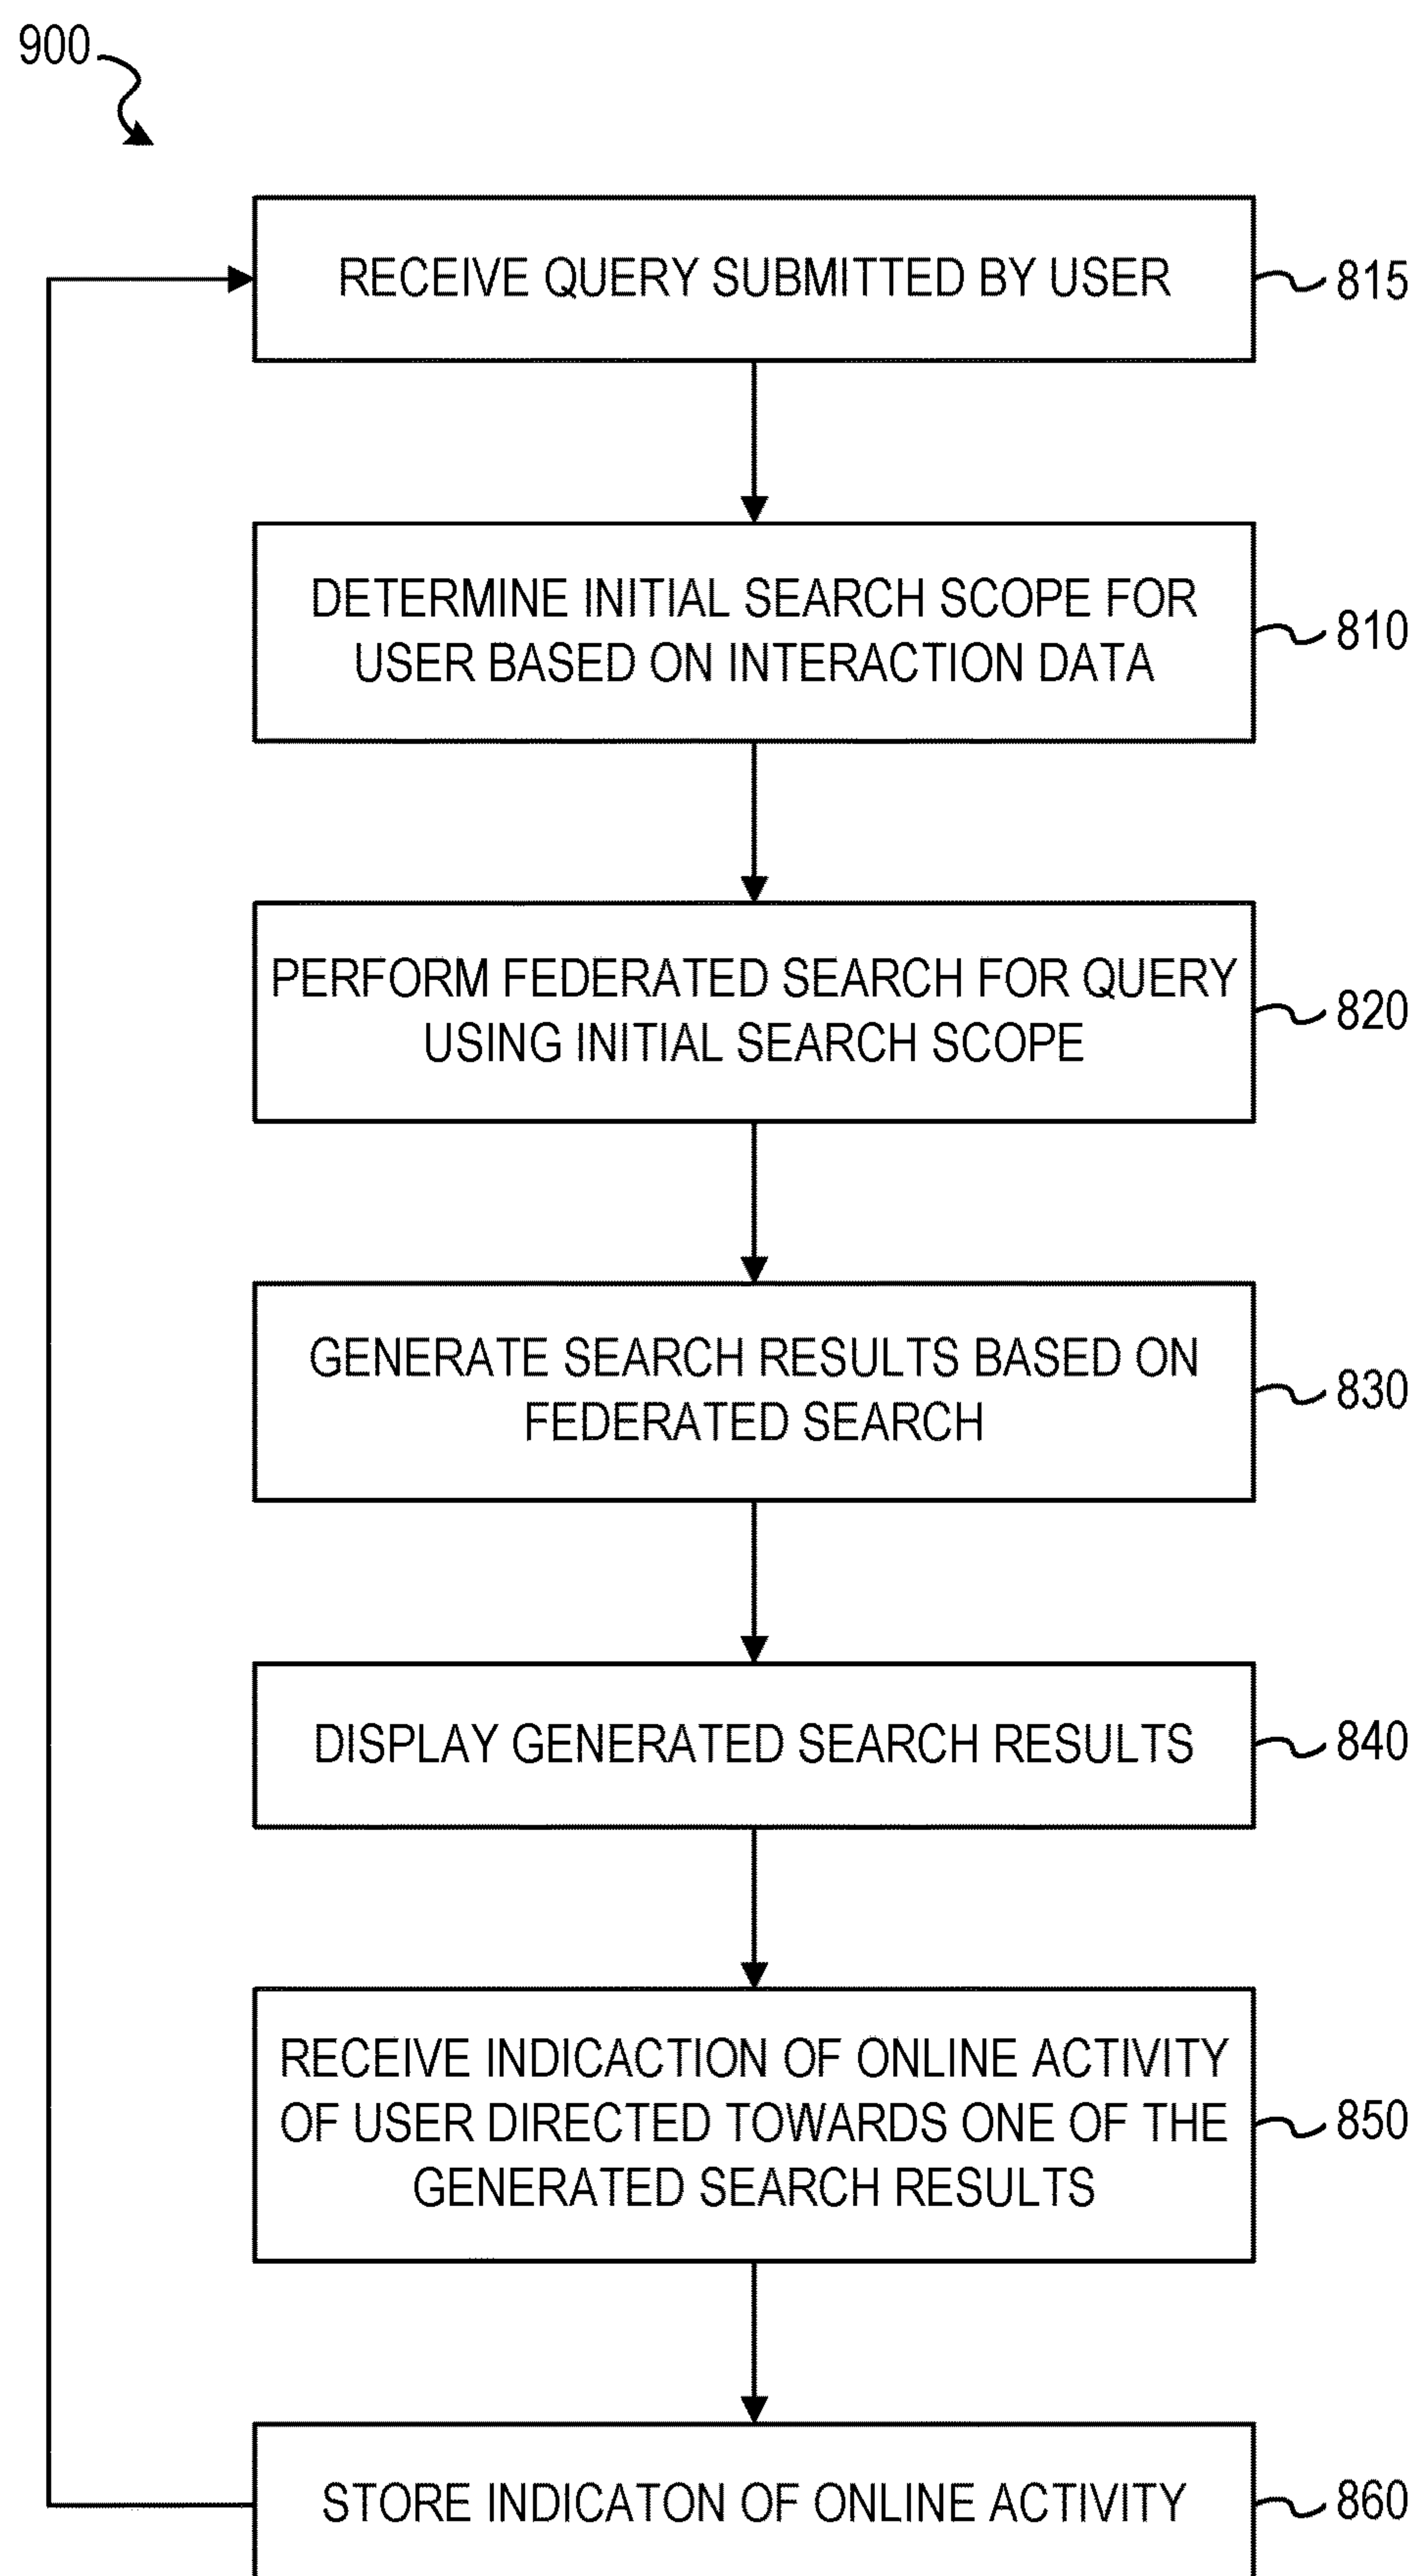 900
RECEIVE QUERY SUBMITTED BY USER
815
DETERMINE INITIAL SEARCH SCOPE FOR
USER BASED ON INTERACTION DATA
810
PERFORM FEDERATED SEARCH FOR QUERY
USING INITIAL SEARCH SCOPE
820
GENERATE SEARCH RESULTS BASED ON
FEDERATED SEARCH
830
DISPLAY GENERATED SEARCH RESULTS
840
RECEIVE INDICACTION OF ONLINE ACTIVITY
OF USER DIRECTED TOWARDS ONE OF THE
GENERATED SEARCH RESULTS
850
STORE INDICATON OF ONLINE ACTIVITY
860